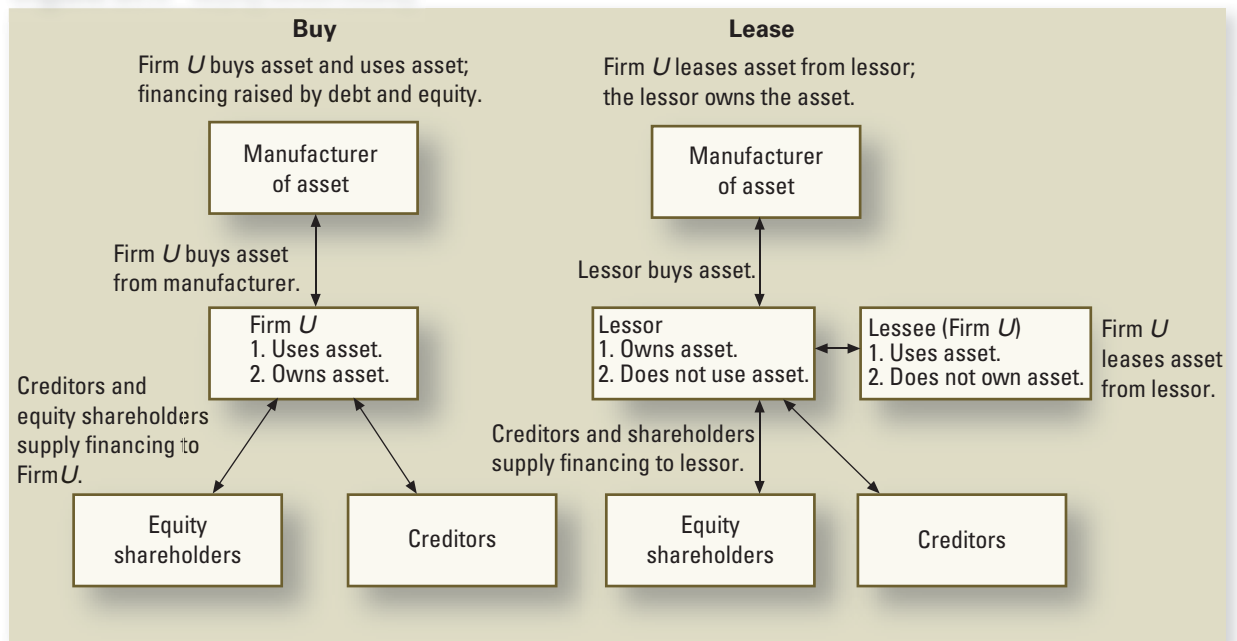 Buy
Firm U buys asset and uses asset;
financing raised by debt and equity.
Manufacturer
of asset
Firm U buys asset
from manufacturer.
Firm U
1. Uses asset.
2. Owns asset.
Creditors and
equity shareholders
supply financing to
Firm U.
Equity
shareholders
Creditors
Lease
Firm U leases asset from lessor;
the lessor owns the asset.
Manufacturer
of asset
Lessor buys asset.
Lessor
1. Owns asset.
2. Does not use asset.
Lessee (Firm U)
1. Uses asset.
2. Does not own asset.
Firm U
leases asset
from lessor.
Creditors and shareholders
supply financing to lessor.
Equity
shareholders
Creditors